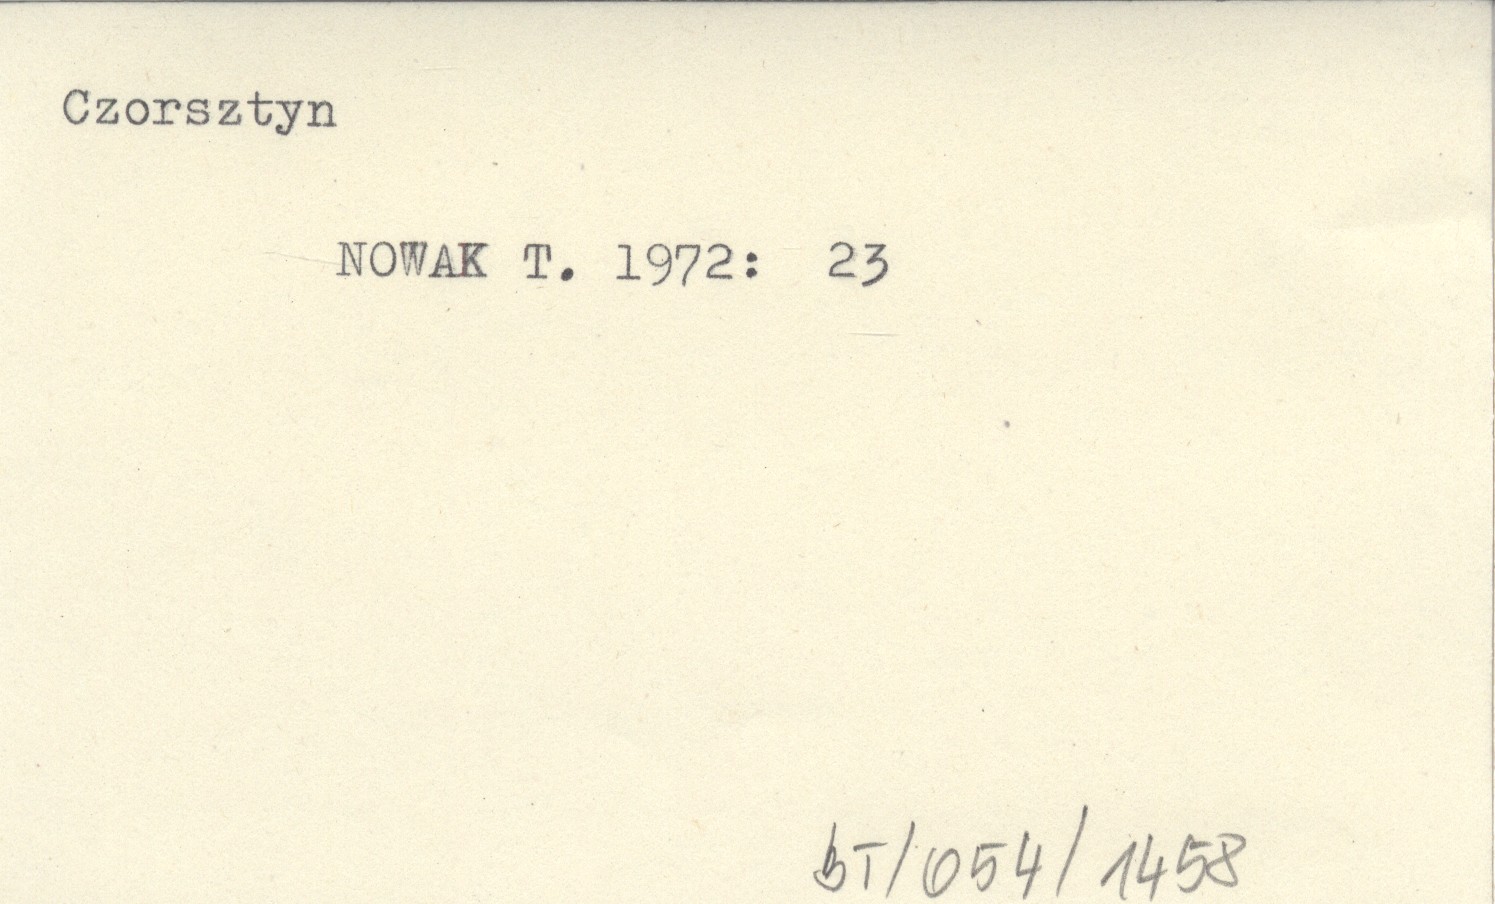 Czorsztyn
NOWAK T. 1972: 23
BT/054/1458